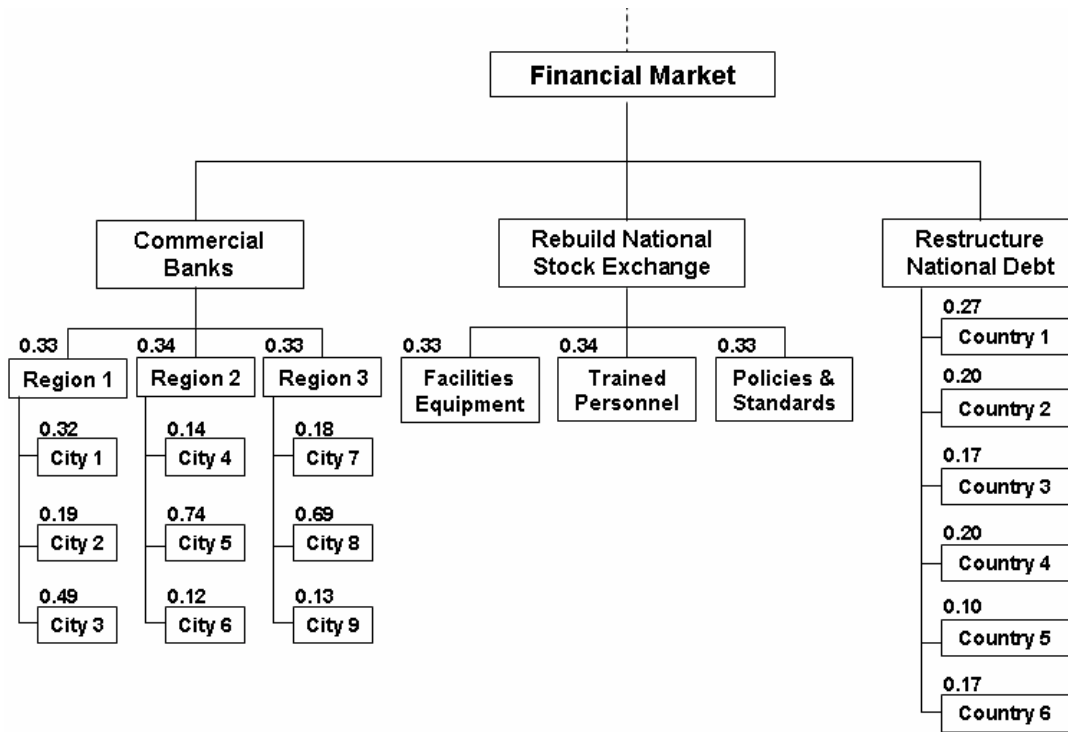 Financial Market
Commercial
Banks
Rebuild National
Stock Exchange
Restructure
National Debt
0.33
Region 1
0.32
City 1
0.19
City 2
0.49
City 3
0.34
Region 2
0.14
City 4
0.74
City 5
0.12
City 6
0.33
Region 3
0.18
City 7
0.69
City 8
0.13
City 9
0.33
Facilities
Equipment
0.34
Trained
Personnel
0.33
Policies &
Standards
0.27
Country 1
0.20
Country 2
0.17
Country 3
0.20
Country 4
0.10
Country 5
0.17
Country 6